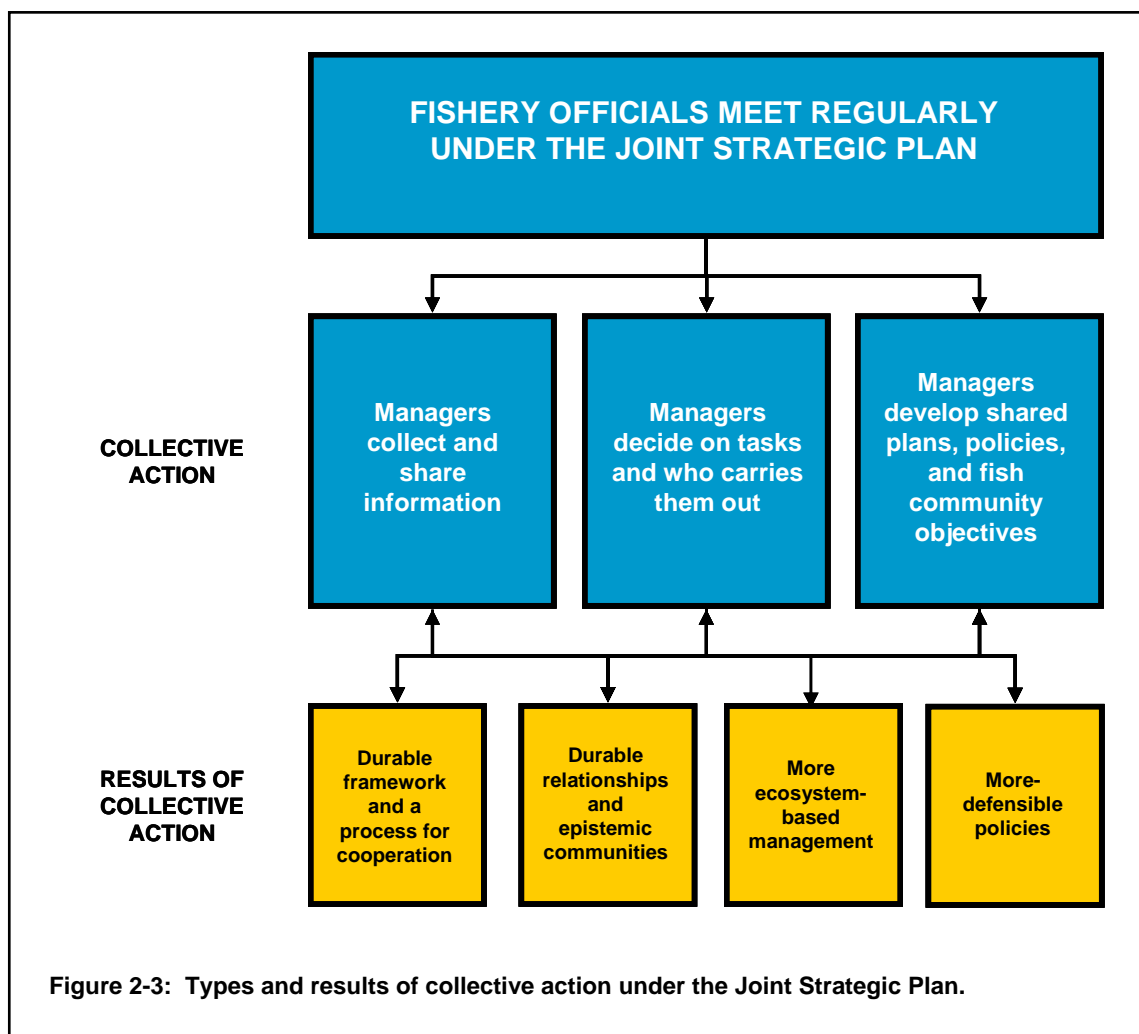 FISHERY OFFICIALS MEET REGULARLY
UNDER THE JOINT STRATEGIC PLAN
COLLECTIVE
ACTION
Managers
collect and
share
information
Managers
decide on tasks
and who carries
them out
Managers
develop shared
plans, policies,
and fish
community
objectives
RESULTS OF
COLLECTIVE
ACTION
Durable
framework
and a
process for
cooperation
Durable
relationships
and
epistemic
communities
More
ecosystem-
based
management
More-
defensible
policies
Figure 2-3: Types and results of collective action under the Joint Strategic Plan.